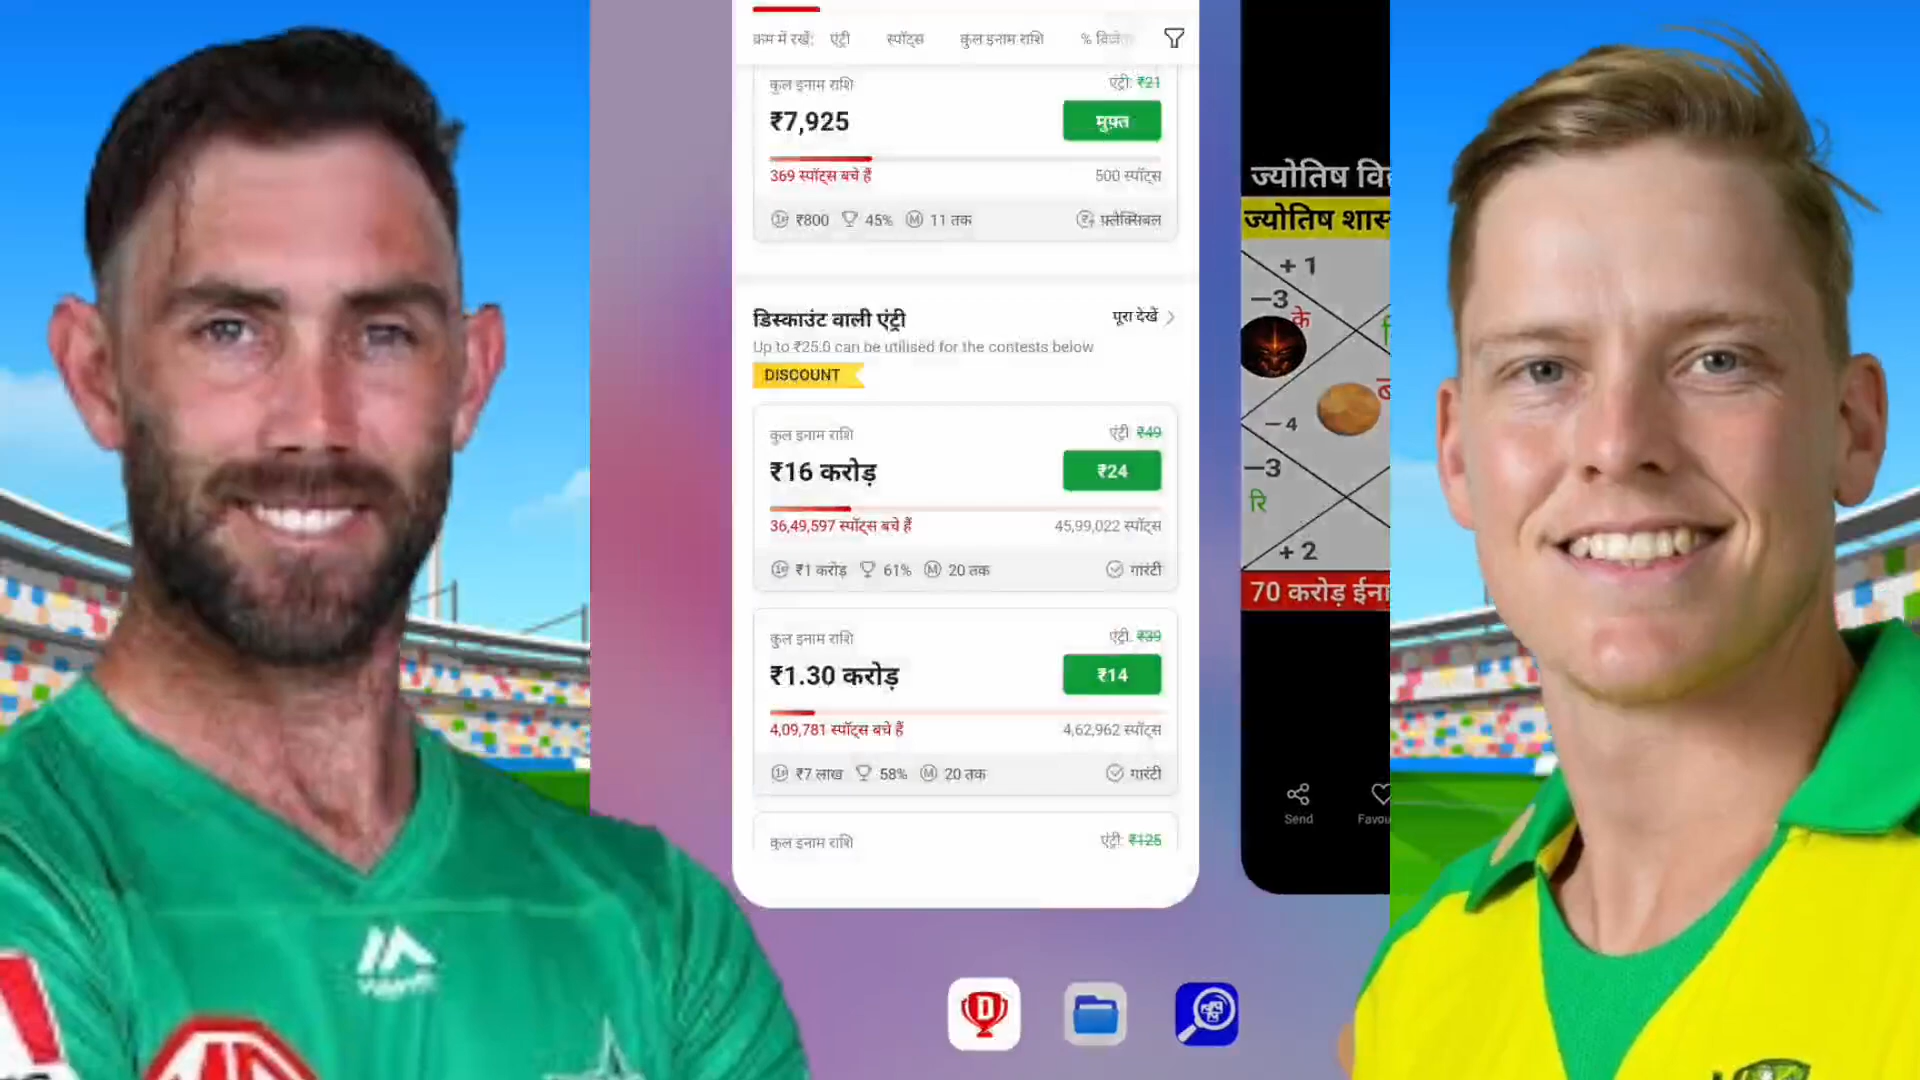 क्रम में रखें: एंट्री स्पॉट्स कुल इनाम राशि %
कुल इनाम राशि एंट्री: ₹21
₹7,925 मुफ़्त
369 स्पॉट्स बचे हैं 500 स्पॉट्स
₹800 45% M 11 तक फ़्लेक्सिबल
डिस्काउंट वाली एंट्री पूरा देखें
Up to ₹25.0 can be utilised for the contests below
DISCOUNT
कुल इनाम राशि एंट्री: ₹49
₹16 करोड़ ₹24
36,49,597 स्पॉट्स बचे हैं 45,99,022 स्पॉट्स
₹1 करोड़ 61% M 20 तक गारंटी
कुल इनाम राशि एंट्री: ₹39
₹1.30 करोड़ ₹14
4,09,781 स्पॉट्स बचे हैं 4,62,962 स्पॉट्स
₹7 लाख 58% M 20 तक गारंटी
कुल इनाम राशि एंट्री: ₹125
ज्योतिष वि
ज्योतिष शास
+ 1
−3
के
− 4
−3
रि
+ 2
70 करोड़ ईना
Send Favou
D